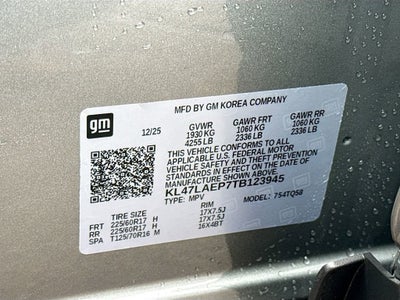 MFD BY GM KOREA COMPANY
gm
12/25 GVWR GAWR FRT GAWR RR
1930 KG 1060 KG 1060 KG
4255 LB 2336 LB 2336 LB
THIS VEHICLE CONFORMS TO ALL
APPLICABLE U.S. FEDERAL MOTOR
VEHICLE SAFETY AND THEFT
PREVENTION STANDARDS IN EFFECT ON
THE DATE OF MANUFACTURE SHOWN ABOVE.
KL47LAEP7TB123945
TYPE: MPV MODEL: 754TQ58
TIRE SIZE RIM
FRT 225/60R17 H 17X7.5J
RR 225/60R17 H 17X7.5J
SPA T125/70R16 M 16X4BT